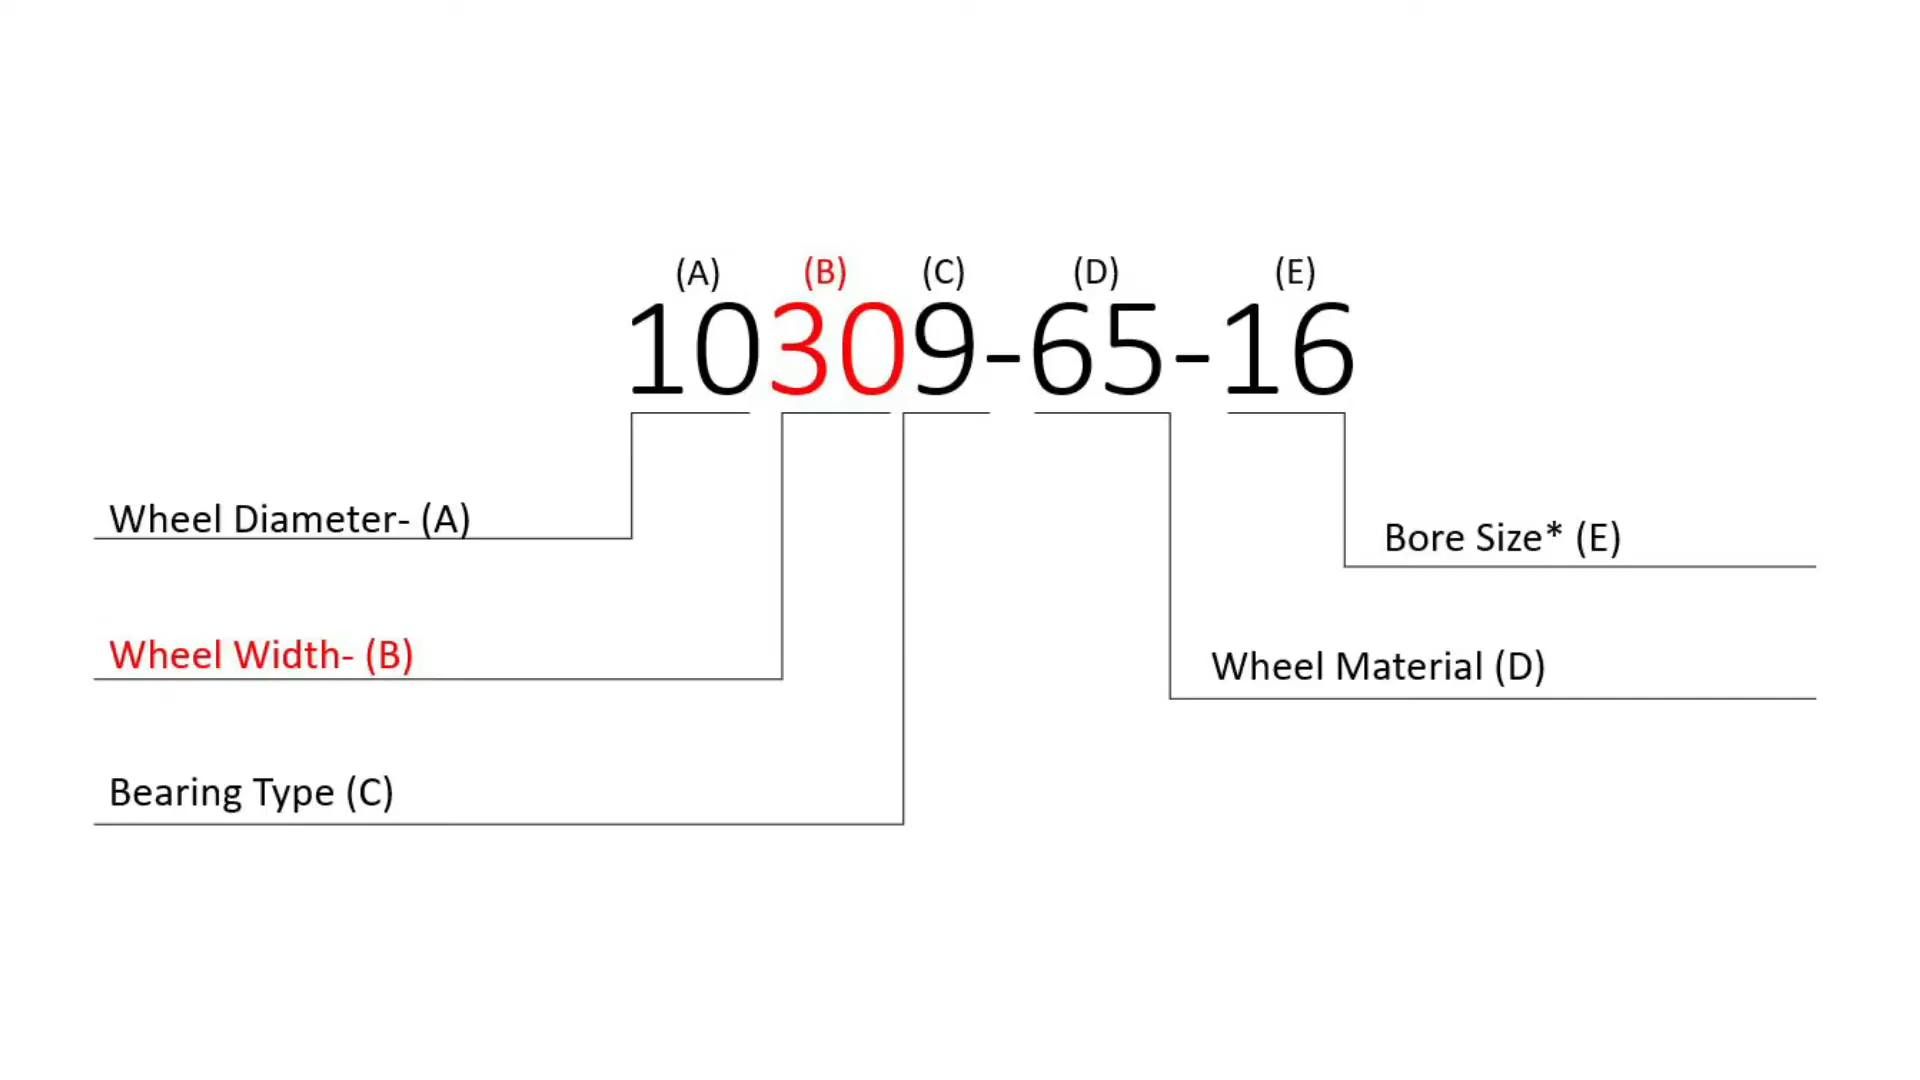 (A) (B) (C) (D) (E)
10309-65-16
Wheel Diameter- (A)
Bore Size* (E)
Wheel Width- (B)
Wheel Material (D)
Bearing Type (C)